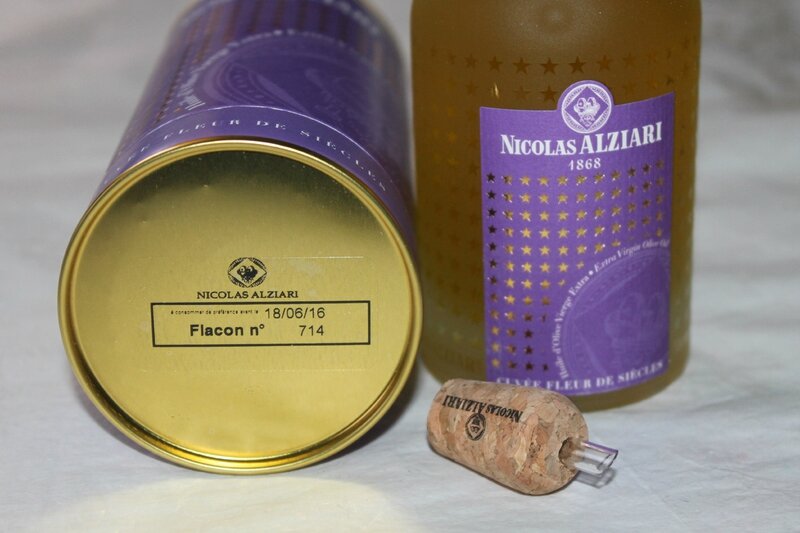 FLEUR DE SIÈCLES
NICOLAS ALZIARI
à consommer de préférence avant le 18/06/16
Flacon n° 714
NICOLAS ALZIARI
1868
Huile d'Olive Vierge Extra • Extra Virgin Olive Oil
CUVÉE FLEUR DE SIÈCLES
NICOLAS ALZIARI